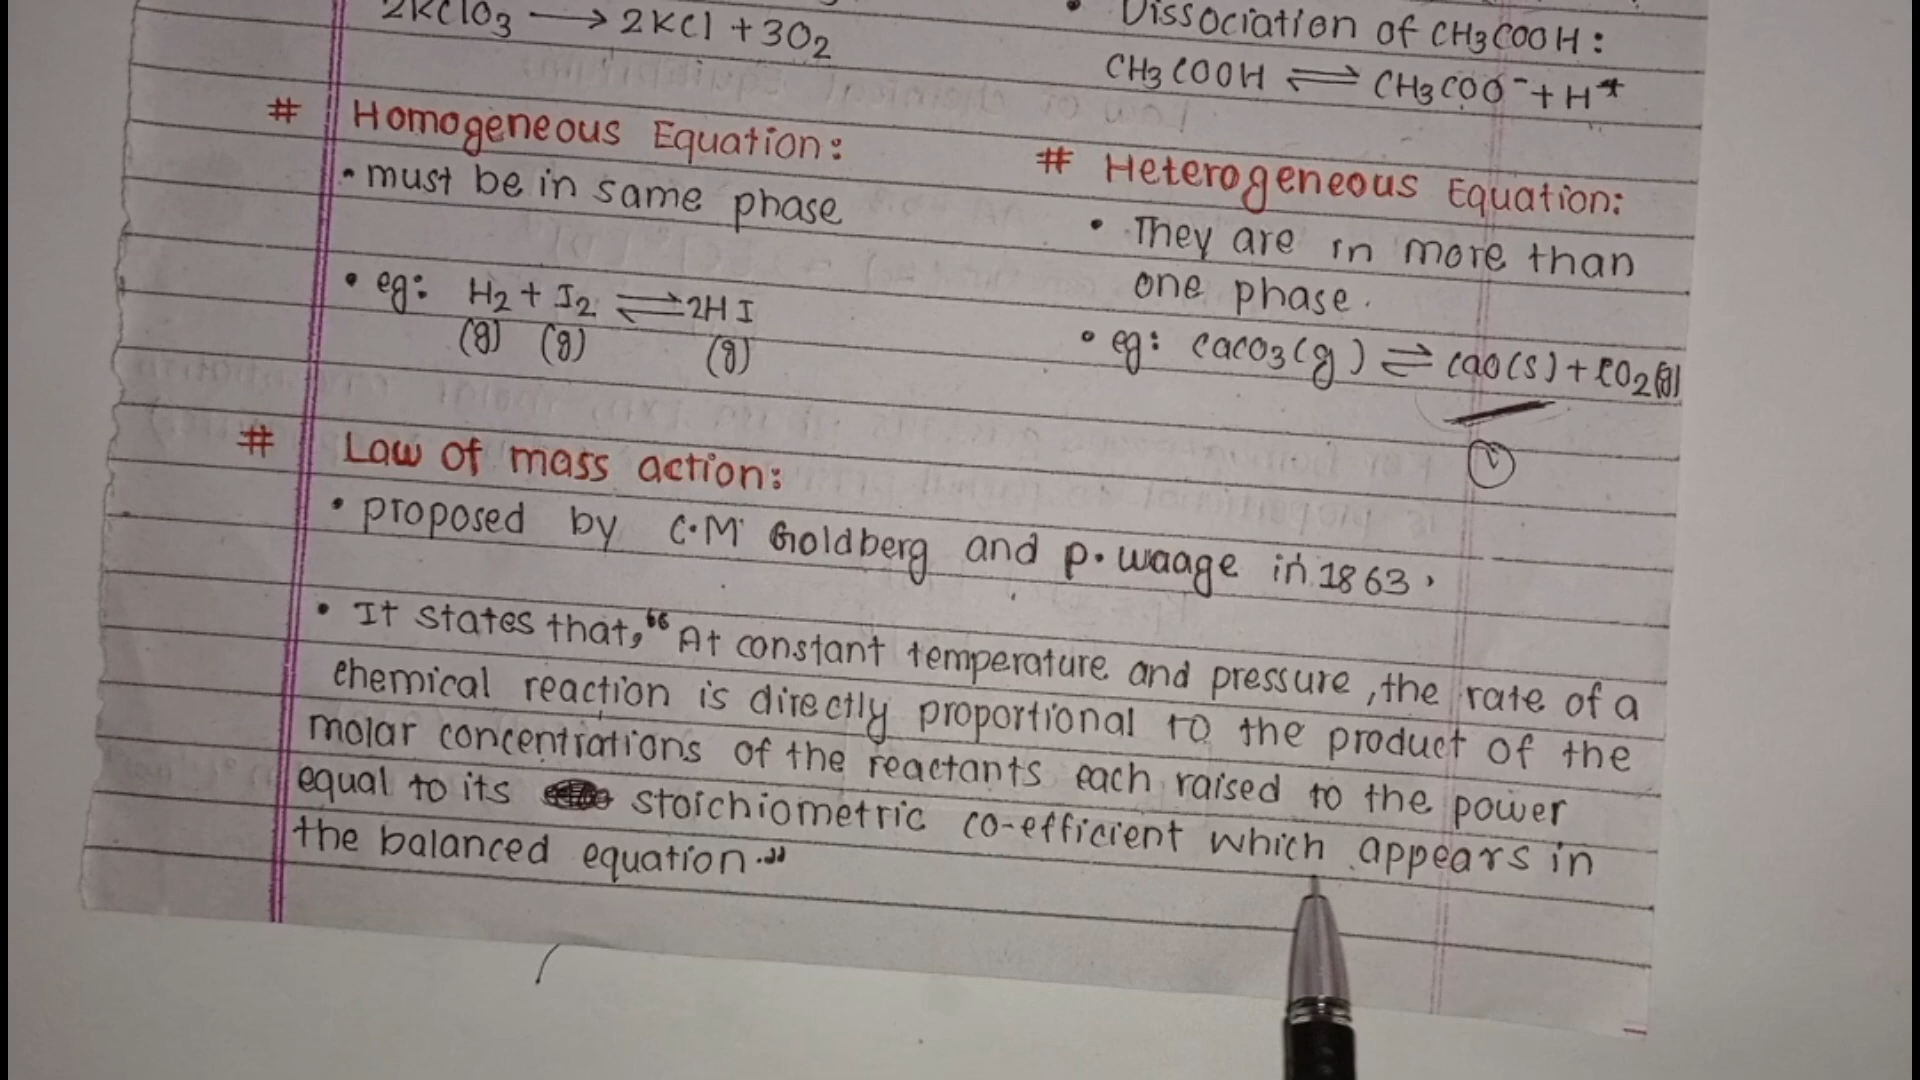 2KClO3 ⟶ 2KCl + 3O2
# Homogeneous Equation:
• must be in same phase
• eg: H2 + I2 ⇌ 2HI
(g) (g) (g)
• Dissociation of CH3COOH:
CH3COOH ⇌ CH3COO⁻ + H⁺
# Heterogeneous Equation:
• They are in more than
one phase.
• eg: CaCO3(g) ⇌ CaO(s) + CO2(g)
# Law of mass action:
• proposed by C.M Goldberg and p. waage in 1863.
• It states that, "At constant temperature and pressure, the rate of a
chemical reaction is directly proportional to the product of the
molar concentrations of the reactants each raised to the power
equal to its stoichiometric co-efficient which appears in
the balanced equation."